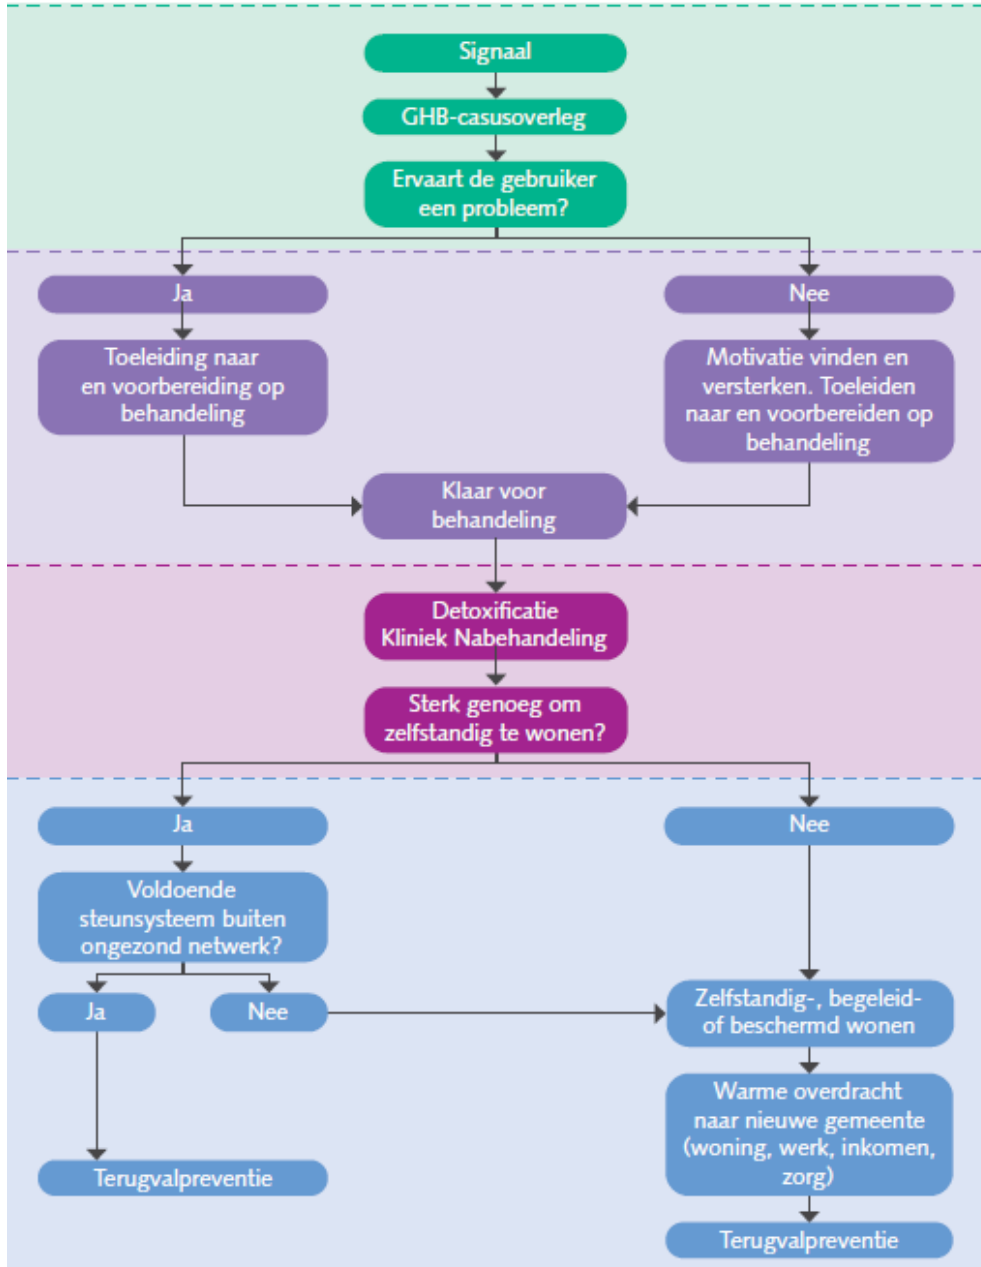 Signaal
GHB-casusoverleg
Ervaart de gebruiker
een probleem?
Ja
Nee
Toeleiding naar
en voorbereiding op
behandeling
Motivatie vinden en
versterken. Toeleiden
naar en voorbereiden op
behandeling
Klaar voor
behandeling
Detoxificatie
Kliniek Nabehandeling
Sterk genoeg om
zelfstandig te wonen?
Ja
Nee
Voldoende
steunsysteem buiten
ongezond netwerk?
Ja
Nee
Zelfstandig-, begeleid-
of beschermd wonen
Warme overdracht
naar nieuwe gemeente
(woning, werk, inkomen,
zorg)
Terugvalpreventie
Terugvalpreventie